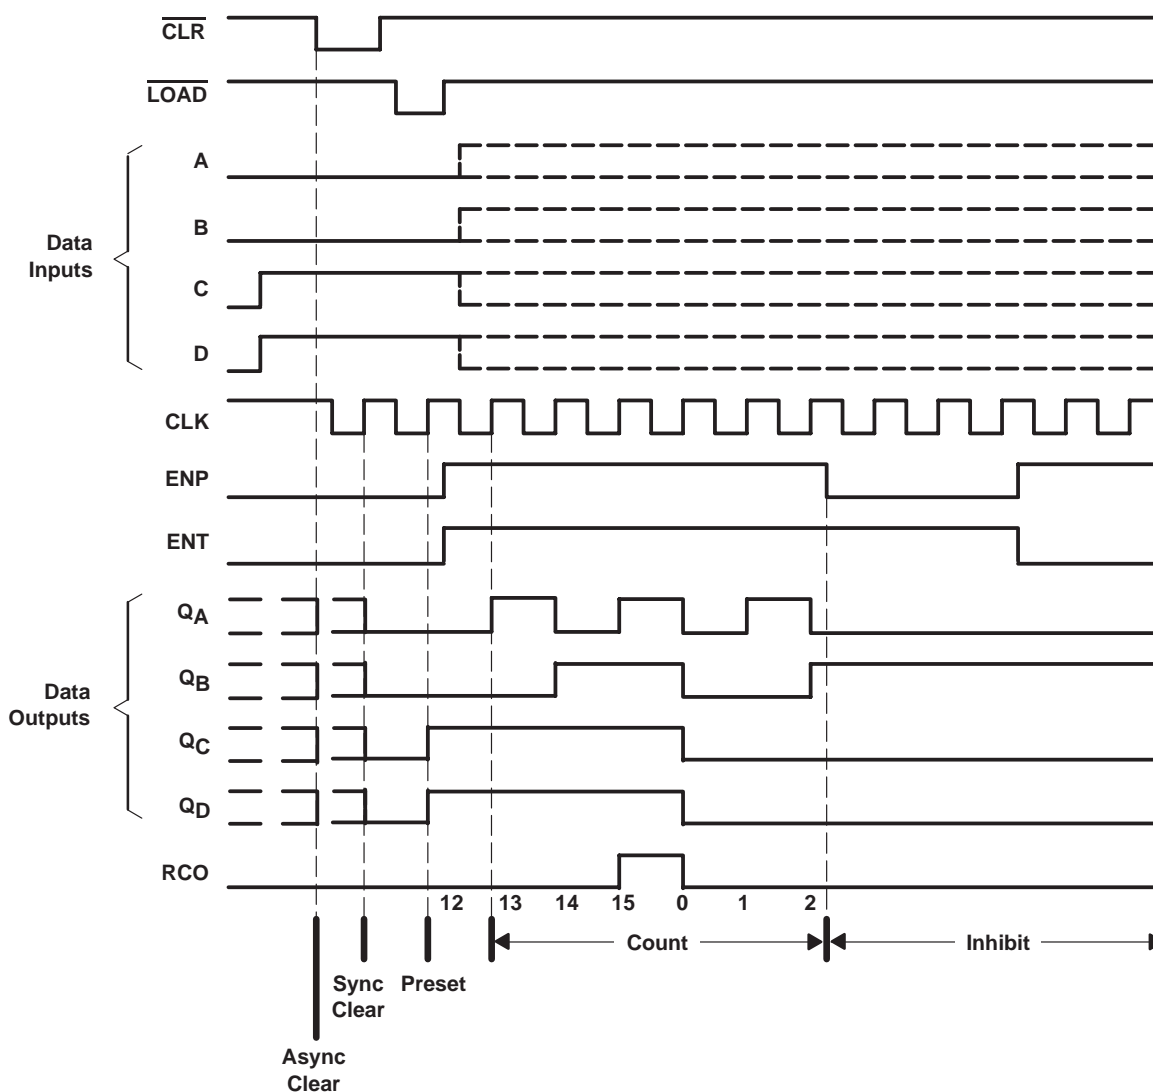 CLR
LOAD
A
B
Data
Inputs
C
D
CLK
ENP
ENT
QA
QB
Data
Outputs
QC
QD
RCO
12 13 14 15 0 1 2
Count Inhibit
Sync Preset
Clear
Async
Clear